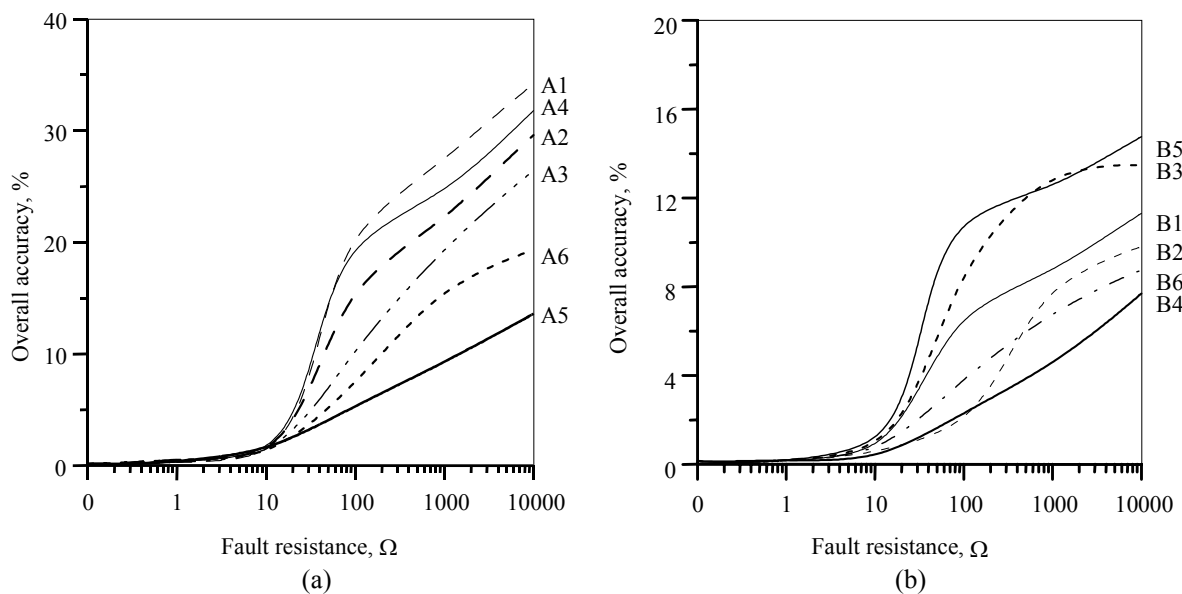 40
30
20
10
0
Overall accuracy, %
0 1 10 100 1000 10000
Fault resistance, Ω
(a)
A1
A4
A2
A3
A6
A5
20
16
12
8
4
0
Overall accuracy, %
0 1 10 100 1000 10000
Fault resistance, Ω
(b)
B5
B3
B1
B2
B6
B4